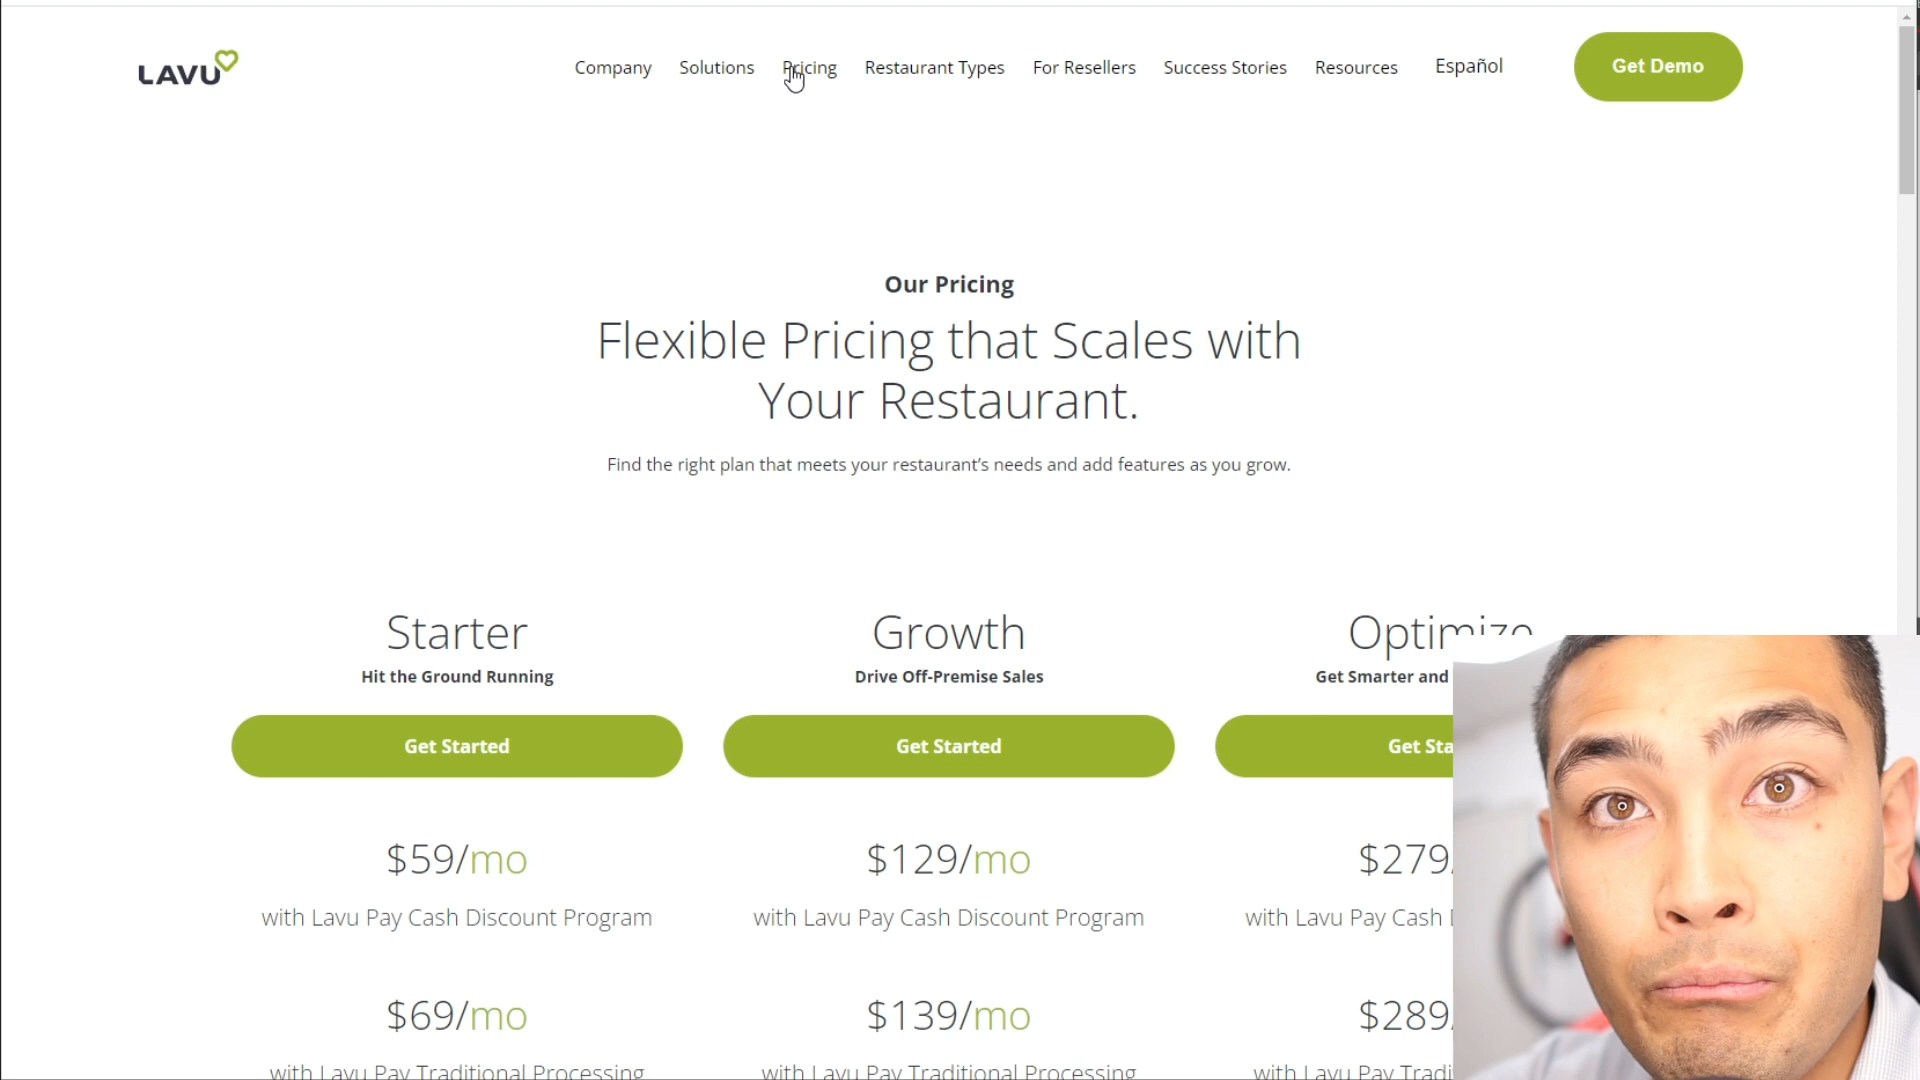 LAVU
Company Solutions Pricing Restaurant Types For Resellers Success Stories Resources Español Get Demo
Our Pricing
Flexible Pricing that Scales with
Your Restaurant.
Find the right plan that meets your restaurant’s needs and add features as you grow.
Starter
Hit the Ground Running
Get Started
$59/mo
with Lavu Pay Cash Discount Program
$69/mo
with Lavu Pay Traditional Processing
Growth
Drive Off-Premise Sales
Get Started
$129/mo
with Lavu Pay Cash Discount Program
$139/mo
with Lavu Pay Traditional Processing
Optimize
Get Smarter and
Get
$279/
with Lavu Pay Cash
$289/
with Lavu Pay